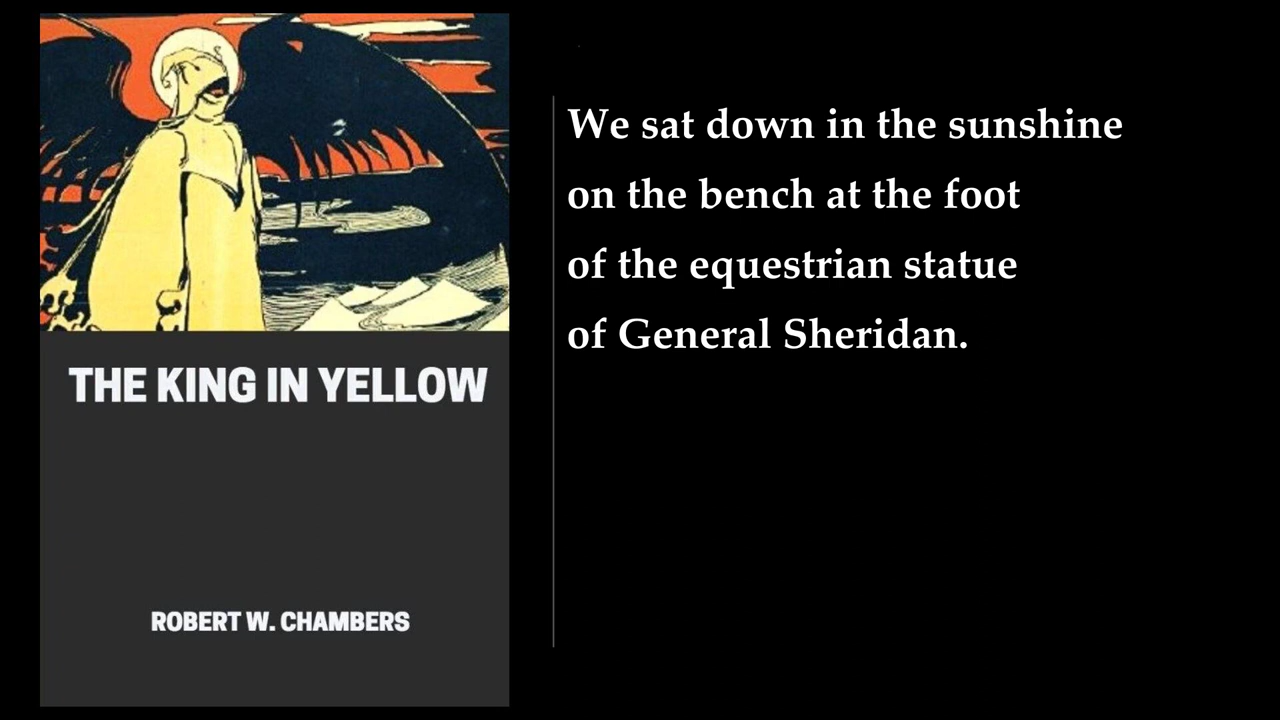 THE KING IN YELLOW
ROBERT W. CHAMBERS
We sat down in the sunshine
on the bench at the foot
of the equestrian statue
of General Sheridan.